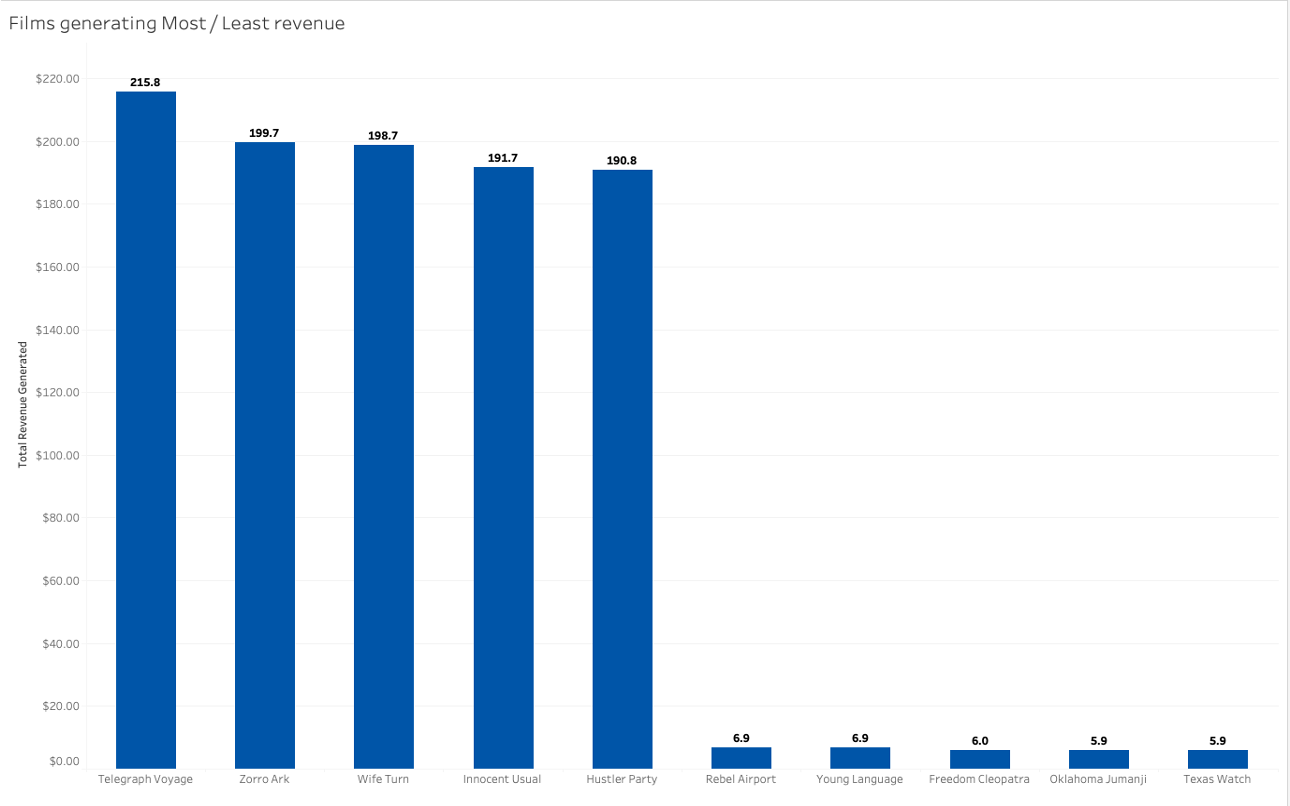 Films generating Most / Least revenue
Total Revenue Generated
$220.00
$200.00
$180.00
$160.00
$140.00
$120.00
$100.00
$80.00
$60.00
$40.00
$20.00
$0.00
215.8
199.7
198.7
191.7
190.8
6.9
6.9
6.0
5.9
5.9
Telegraph Voyage
Zorro Ark
Wife Turn
Innocent Usual
Hustler Party
Rebel Airport
Young Language
Freedom Cleopatra
Oklahoma Jumanji
Texas Watch